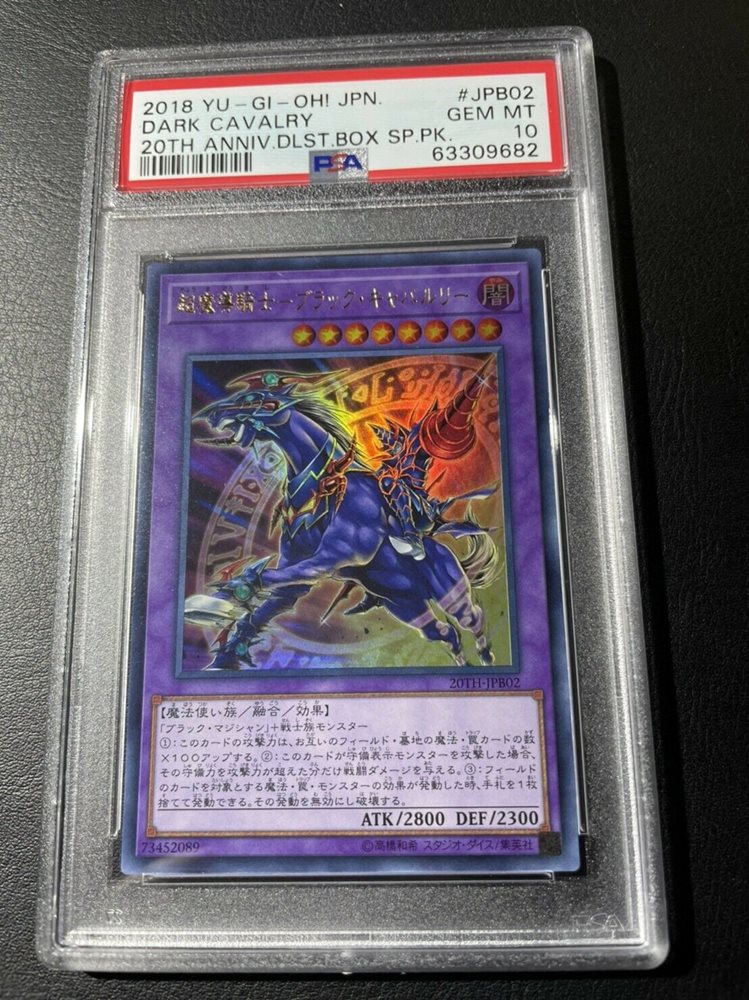 2018 YU-GI-OH! JPN. #JPB02
DARK CAVALRY GEM MT
20TH ANNIV.DLST.BOX SP.PK. 10
PSA 63309682
超魔導騎士-ブラック・キャバルリー 闇
20TH-JPB02
【魔法使い族/融合/効果】
「ブラック・マジシャン」+戦士族モンスター
①:このカードの攻撃力は、お互いのフィールド・墓地の魔法・罠カードの数
×100アップする。②:このカードが守備表示モンスターを攻撃した場合、
その守備力を攻撃力が超えた分だけ戦闘ダメージを与える。③:フィールド
のカードを対象とする魔法・罠・モンスターの効果が発動した時、手札を1枚
捨てて発動できる。その発動を無効にし破壊する。
ATK/2800 DEF/2300
73452089 ©高橋和希 スタジオ・ダイス/集英社
PSA